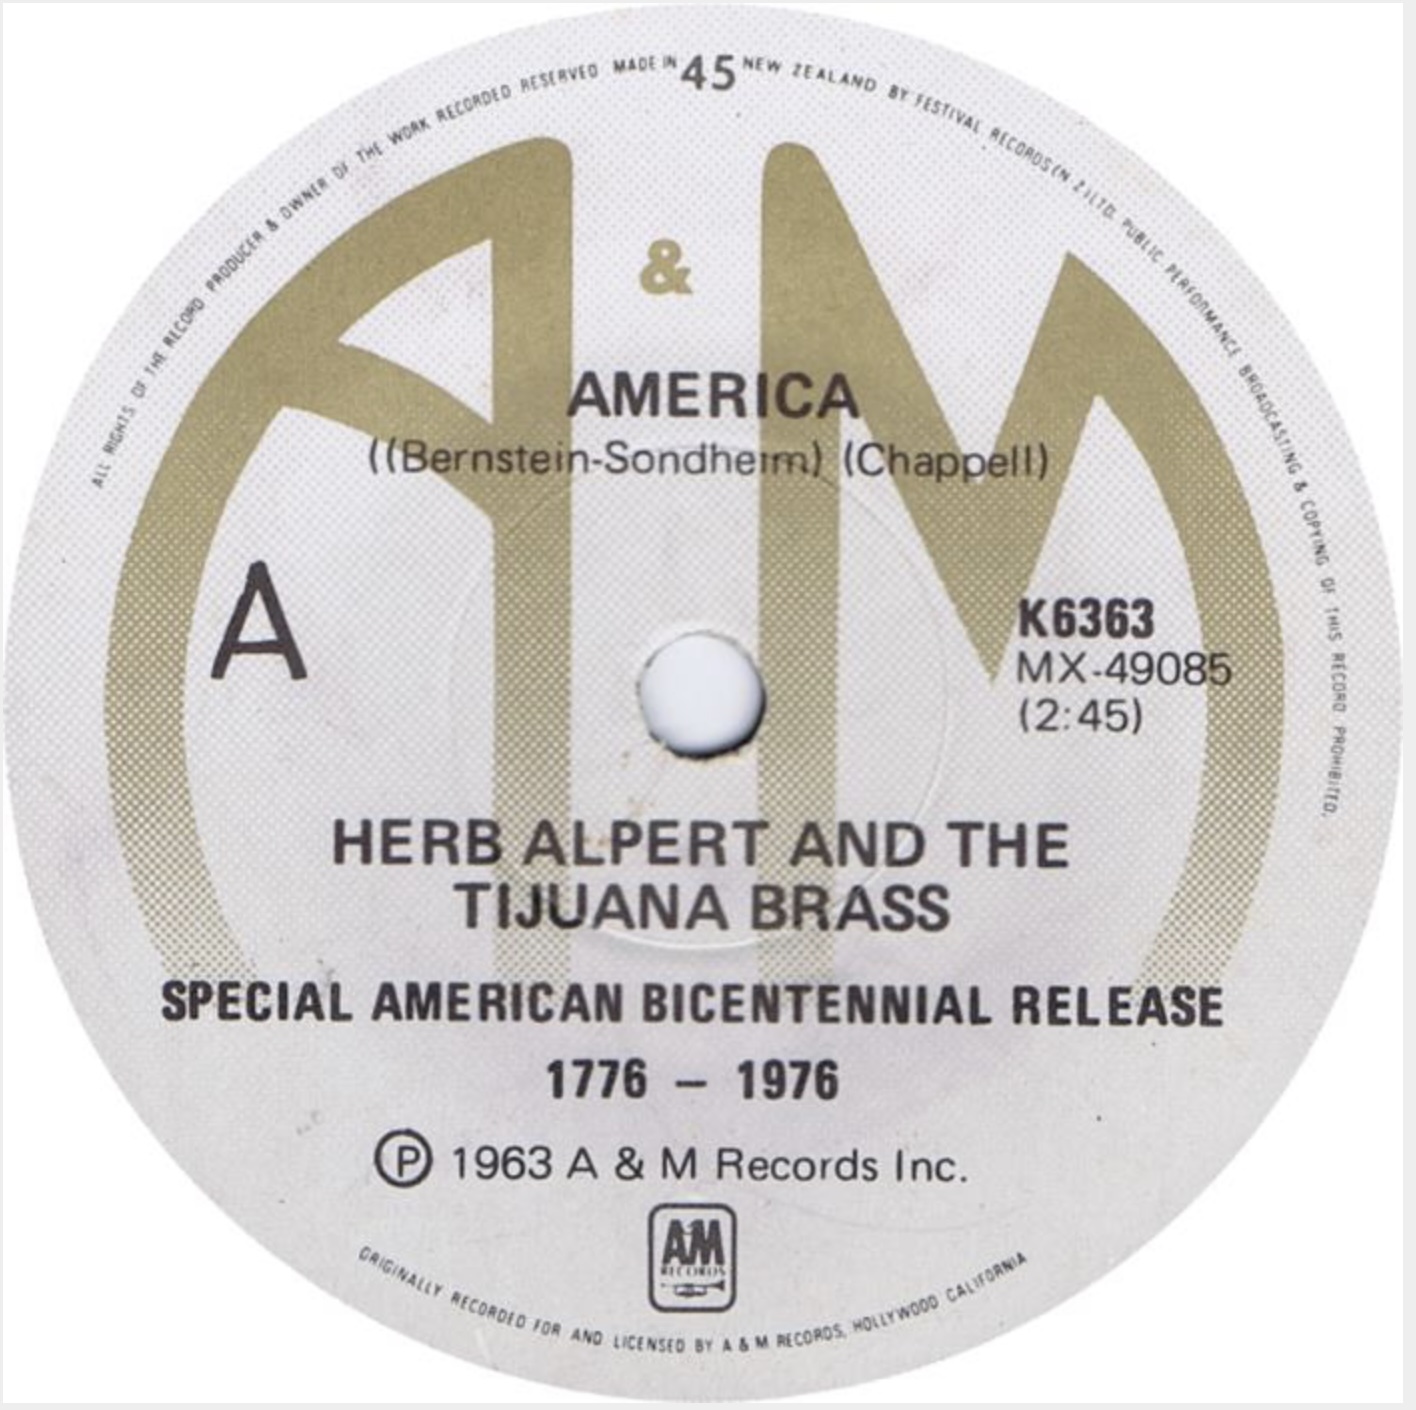 ALL RIGHTS OF THE RECORD PRODUCER & OWNER OF THE WORK RECORDED RESERVED MADE IN 45 NEW ZEALAND BY FESTIVAL RECORDS (N.Z.) LTD. PUBLIC PERFORMANCE BROADCASTING & COPYING OF THIS RECORD PROHIBITED.
A & M
AMERICA
((Bernstein-Sondheim) (Chappell)
A
K6363
MX-49085
(2:45)
HERB ALPERT AND THE
TIJUANA BRASS
SPECIAL AMERICAN BICENTENNIAL RELEASE
1776 – 1976
Ⓟ 1963 A & M Records Inc.
AM
RECORDS
ORIGINALLY RECORDED FOR AND LICENSED BY A & M RECORDS, HOLLYWOOD CALIFORNIA